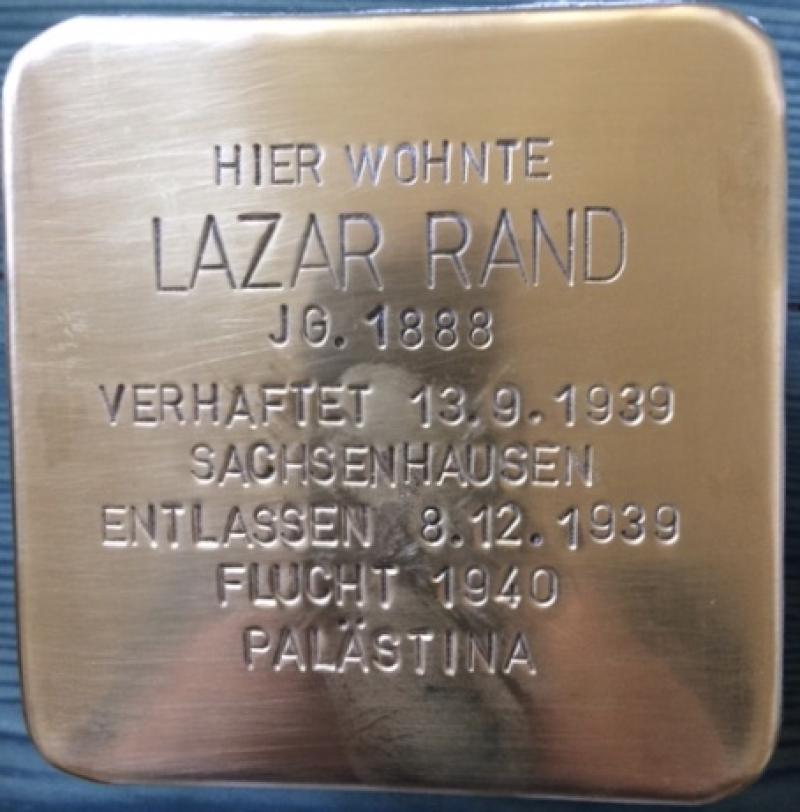 HIER WOHNTE
LAZAR RAND
JG. 1888
VERHAFTET 13.9.1939
SACHSENHAUSEN
ENTLASSEN 8.12.1939
FLUCHT 1940
PALÄSTINA